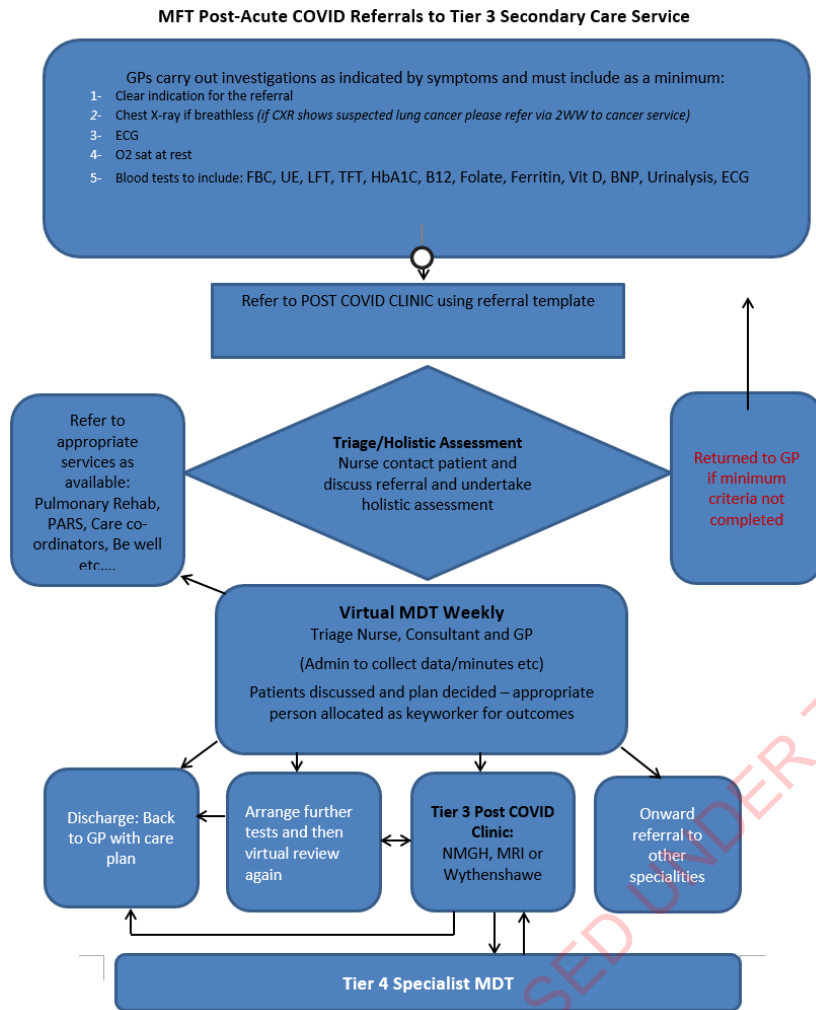 MFT Post-Acute COVID Referrals to Tier 3 Secondary Care Service
GPs carry out investigations as indicated by symptoms and must include as a minimum:
1- Clear indication for the referral
2- Chest X-ray if breathless (if CXR shows suspected lung cancer please refer via 2WW to cancer service)
3- ECG
4- O2 sat at rest
5- Blood tests to include: FBC, UE, LFT, TFT, HbA1C, B12, Folate, Ferritin, Vit D, BNP, Urinalysis, ECG
Refer to POST COVID CLINIC using referral template
Refer to
appropriate
services as
available:
Pulmonary Rehab,
PARS, Care co-
ordinators, Be well
etc....
Triage/Holistic Assessment
Nurse contact patient and
discuss referral and undertake
holistic assessment
Returned to GP
if minimum
criteria not
completed
Virtual MDT Weekly
Triage Nurse, Consultant and GP
(Admin to collect data/minutes etc)
Patients discussed and plan decided – appropriate
person allocated as keyworker for outcomes
Discharge: Back
to GP with care
plan
Arrange further
tests and then
virtual review
again
Tier 3 Post COVID
Clinic:
NMGH, MRI or
Wythenshawe
Onward
referral to
other
specialities
Tier 4 Specialist MDT
SED UNDER